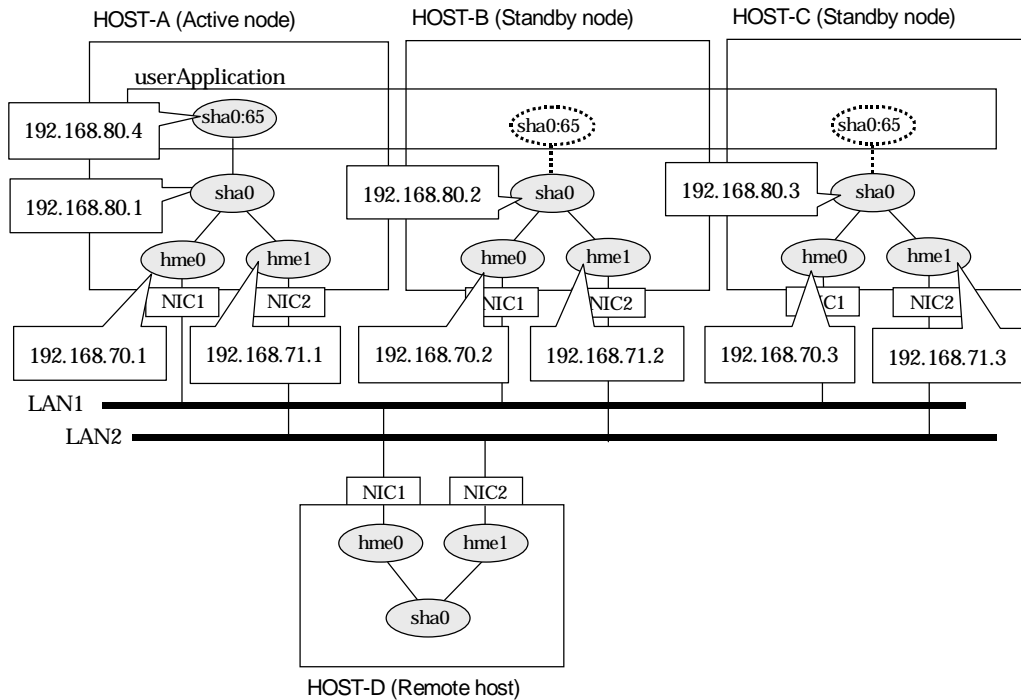 HOST-A (Active node)
HOST-B (Standby node)
HOST-C (Standby node)
userApplication
192.168.80.4
sha0:65
sha0:65
sha0:65
192.168.80.1
sha0
192.168.80.2
sha0
192.168.80.3
sha0
hme0
hme1
hme0
hme1
hme0
hme1
NIC1
NIC2
NIC1
NIC2
NIC1
NIC2
192.168.70.1
192.168.71.1
192.168.70.2
192.168.71.2
192.168.70.3
192.168.71.3
LAN1
LAN2
NIC1
NIC2
hme0
hme1
sha0
HOST-D (Remote host)